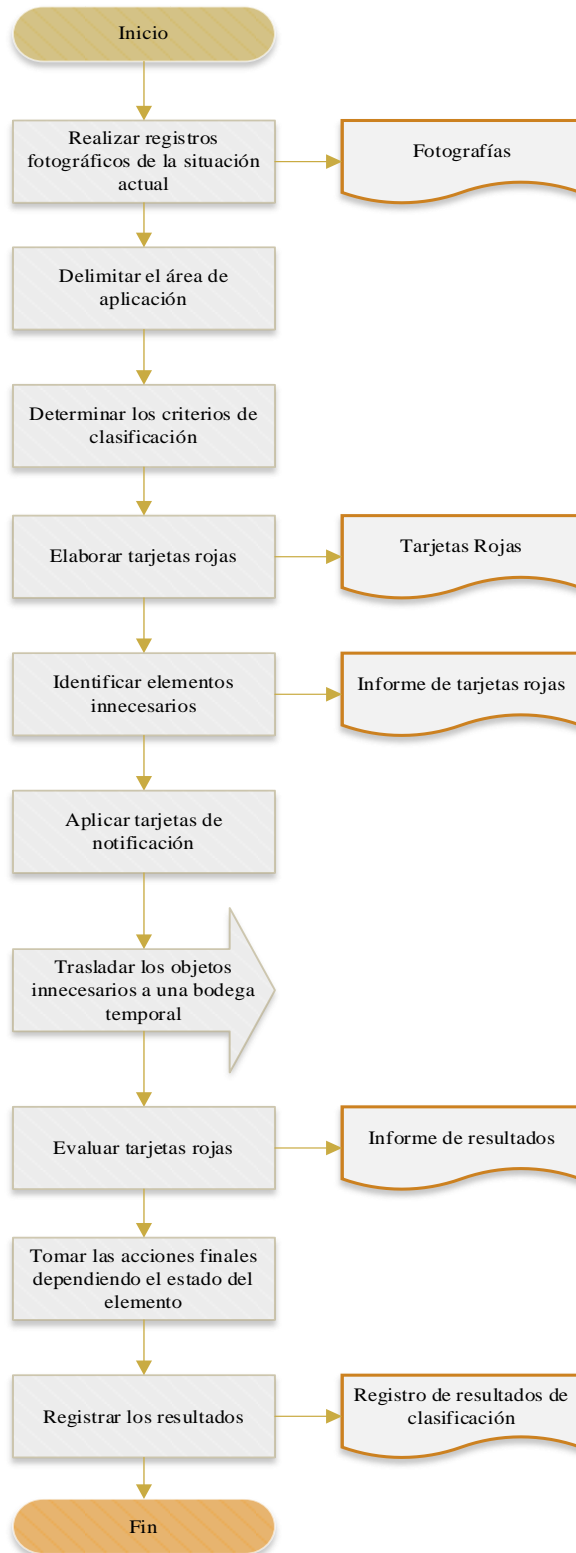 Inicio
Realizar registros
fotográficos de la situación
actual
Fotografías
Delimitar el área de
aplicación
Determinar los criterios de
clasificación
Elaborar tarjetas rojas
Tarjetas Rojas
Identificar elementos
innecesarios
Informe de tarjetas rojas
Aplicar tarjetas de
notificación
Trasladar los objetos
innecesarios a una bodega
temporal
Evaluar tarjetas rojas
Informe de resultados
Tomar las acciones finales
dependiendo el estado del
elemento
Registrar los resultados
Registro de resultados de
clasificación
Fin